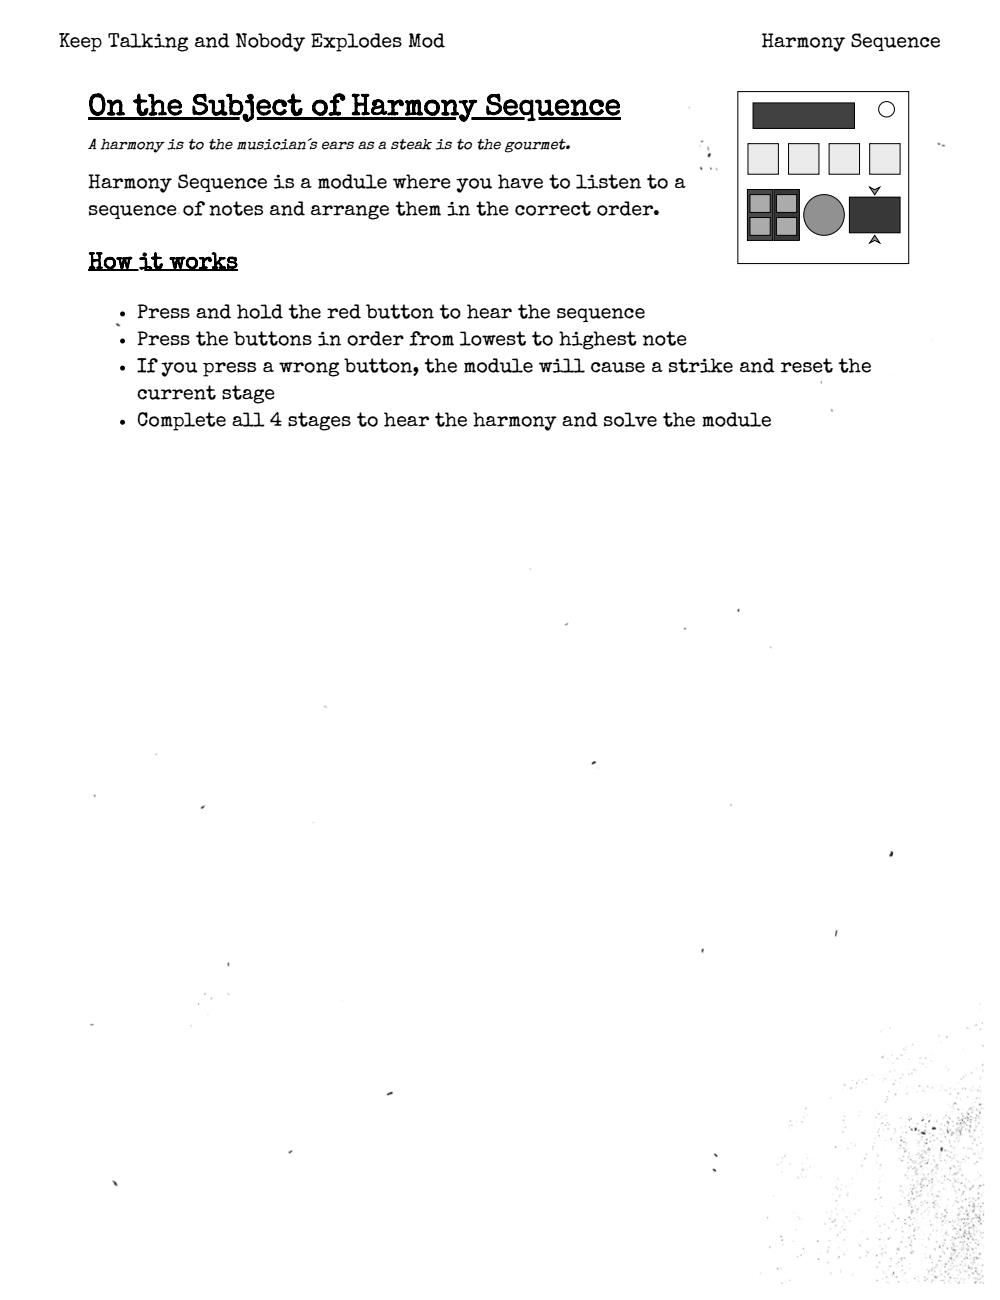 Keep Talking and Nobody Explodes Mod
Harmony Sequence
On the Subject of Harmony Sequence
A harmony is to the musician´s ears as a steak is to the gourmet.
Harmony Sequence is a module where you have to listen to a
sequence of notes and arrange them in the correct order.
How it works
• Press and hold the red button to hear the sequence
• Press the buttons in order from lowest to highest note
• If you press a wrong button, the module will cause a strike and reset the
current stage
• Complete all 4 stages to hear the harmony and solve the module